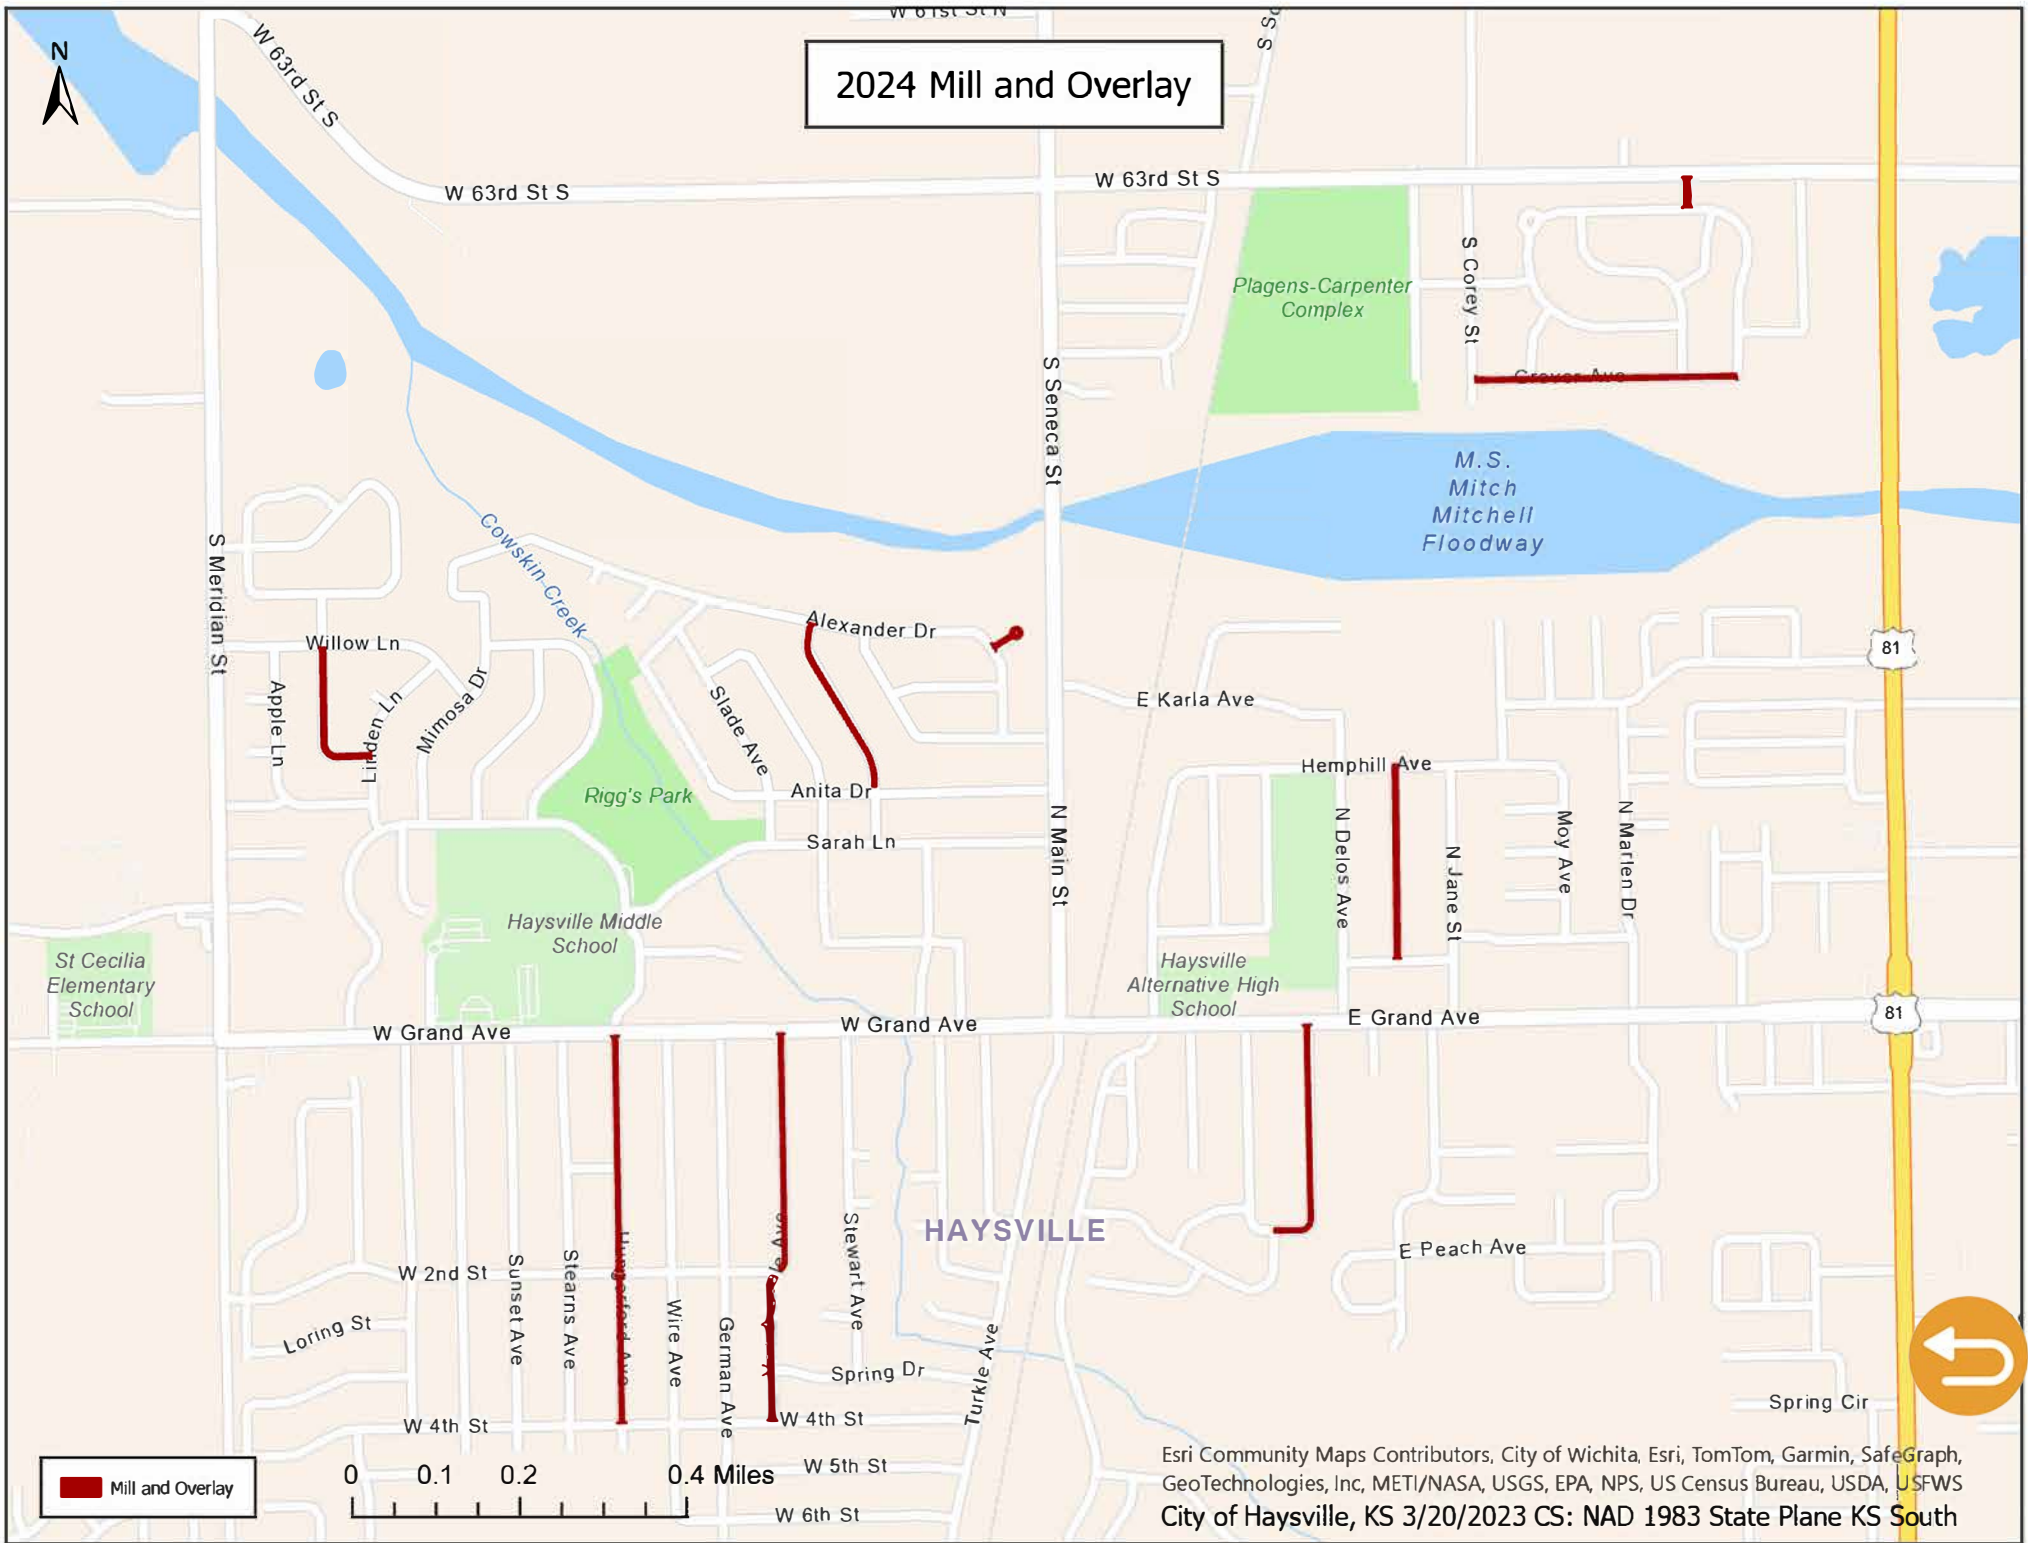 W 61st St N
N
W 63rd St S
2024 Mill and Overlay
W 63rd St S
W 63rd St S
S Corey St
Plagens-Carpenter
Complex
Grover Ave
S Seneca St
M.S.
Mitch
Mitchell
Floodway
Cowskin Creek
S Meridian St
Willow Ln
Alexander Dr
81
Apple Ln
Linden Ln
Mimosa Dr
Slade Ave
E Karla Ave
Hemphill Ave
Rigg's Park
Anita Dr
Sarah Ln
N Main St
N Delos Ave
N Jane St
Moy Ave
N Marlen Dr
Haysville Middle
School
St Cecilia
Elementary
School
Haysville
Alternative High
School
W Grand Ave
W Grand Ave
E Grand Ave
81
HAYSVILLE
Stewart Ave
E Peach Ave
W 2nd St
Sunset Ave
Stearns Ave
Hungerford Ave
Wire Ave
German Ave
Loring St
Spring Dr
Turkle Ave
W 4th St
W 4th St
Spring Cir
W 5th St
W 6th St
Mill and Overlay
0 0.1 0.2 0.4 Miles
Esri Community Maps Contributors, City of Wichita, Esri, TomTom, Garmin, SafeGraph,
GeoTechnologies, Inc, METI/NASA, USGS, EPA, NPS, US Census Bureau, USDA, USFWS
City of Haysville, KS 3/20/2023 CS: NAD 1983 State Plane KS South